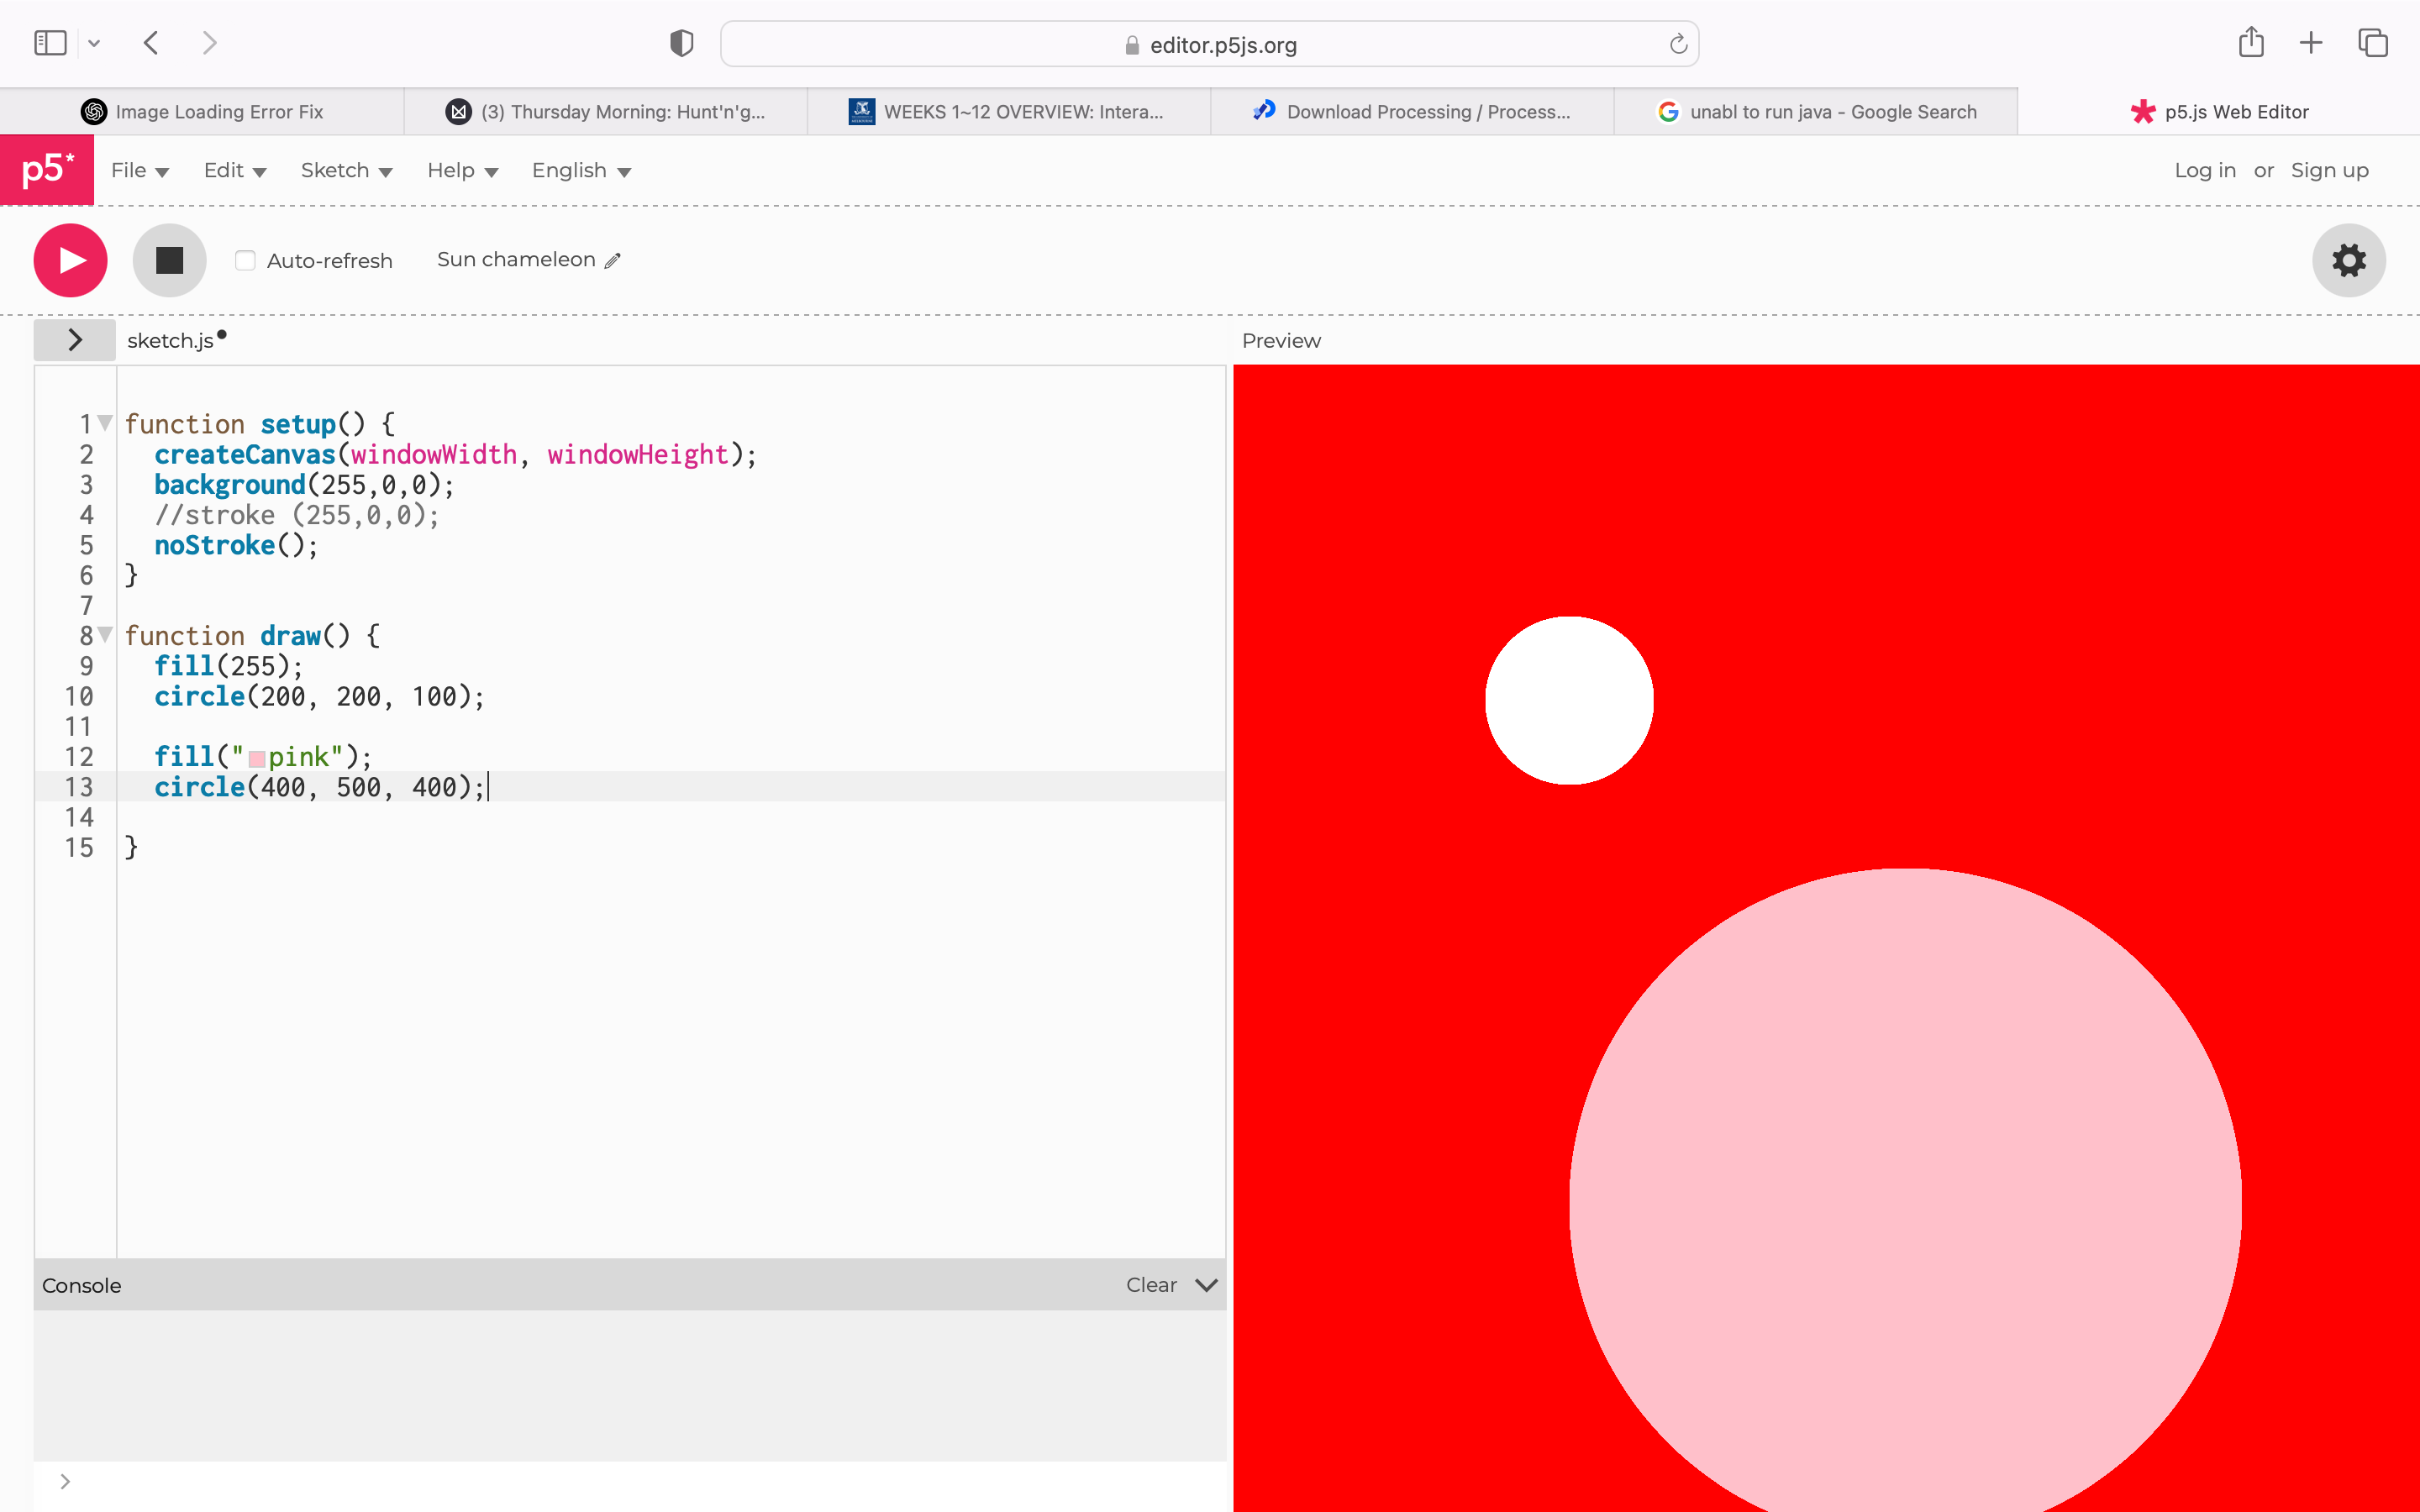 editor.p5js.org
Image Loading Error Fix
(3) Thursday Morning: Hunt'n'g...
WEEKS 1~12 OVERVIEW: Intera...
Download Processing / Process...
unabl to run java - Google Search
p5.js Web Editor
p5*
File
Edit
Sketch
Help
English
Log in or Sign up
Auto-refresh
Sun chameleon
sketch.js
Preview
1 function setup() {
2 createCanvas(windowWidth, windowHeight);
3 background(255,0,0);
4 //stroke (255,0,0);
5 noStroke();
6 }
7
8 function draw() {
9 fill(255);
10 circle(200, 200, 100);
11
12 fill("pink");
13 circle(400, 500, 400);
14
15 }
Console
Clear
>